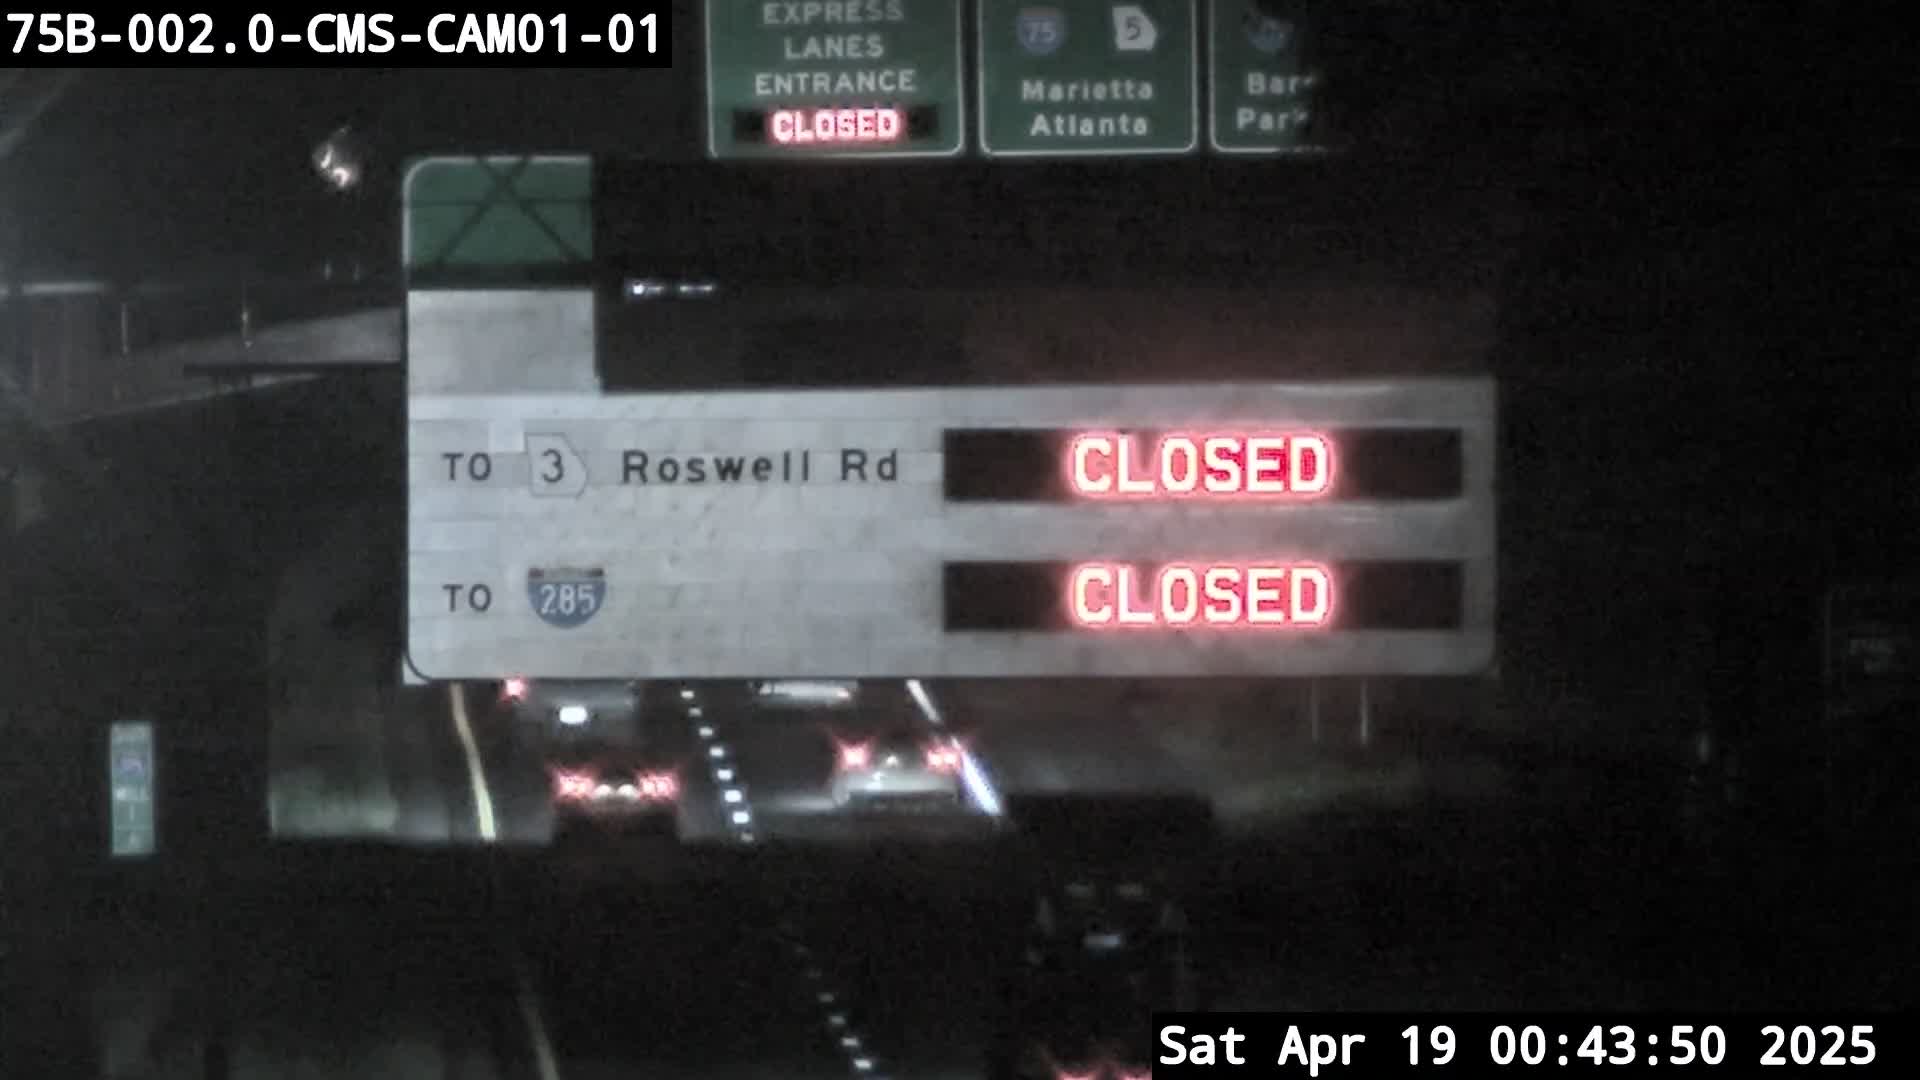 75B-002.0-CMS-CAM01-01
EXPRESS
LANES
ENTRANCE
CLOSED
75 5
Marietta
Atlanta
TO 3 Roswell Rd CLOSED
TO 285 CLOSED
Sat Apr 19 00:43:50 2025